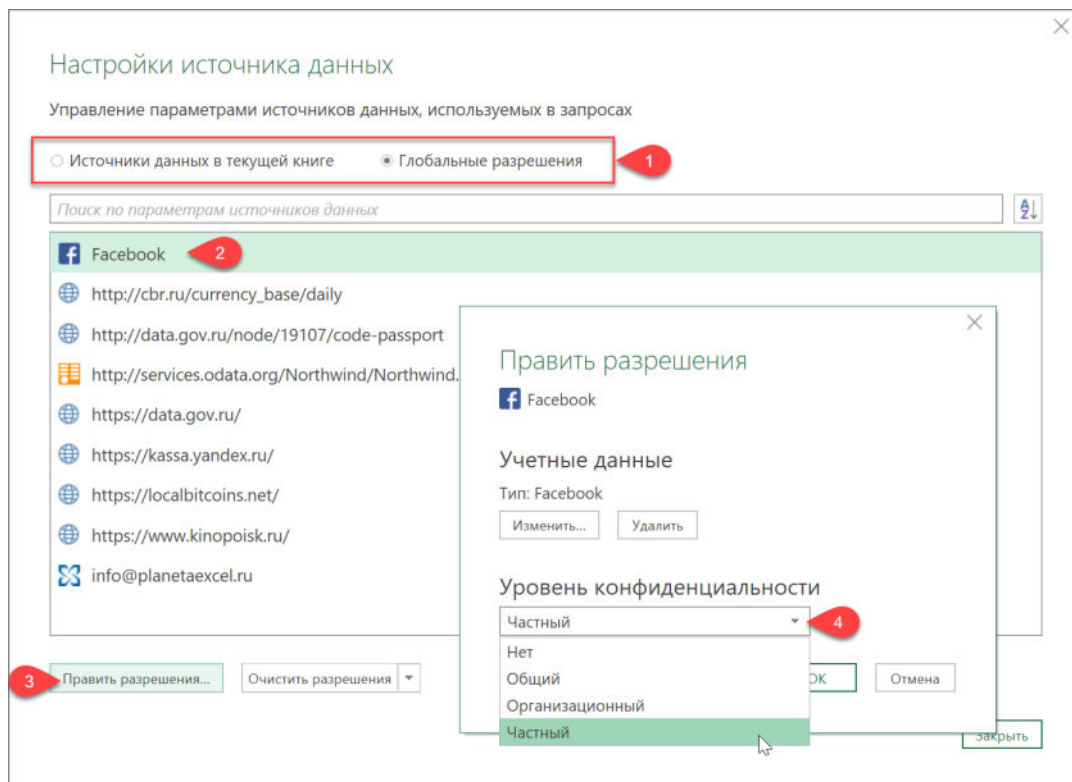 Настройки источника данных
Управление параметрами источников данных, используемых в запросах
Источники данных в текущей книге Глобальные разрешения 1
Поиск по параметрам источников данных
Facebook 2
http://cbr.ru/currency_base/daily
http://data.gov.ru/node/19107/code-passport
http://services.odata.org/Northwind/Northwind.
https://data.gov.ru/
https://kassa.yandex.ru/
https://localbitcoins.net/
https://www.kinopoisk.ru/
info@planetaexcel.ru
3 Править разрешения... Очистить разрешения
Править разрешения
Facebook
Учетные данные
Тип: Facebook
Изменить... Удалить
Уровень конфиденциальности
Частный 4
Нет
Общий
Организационный
Частный
ОК Отмена
Закрыть